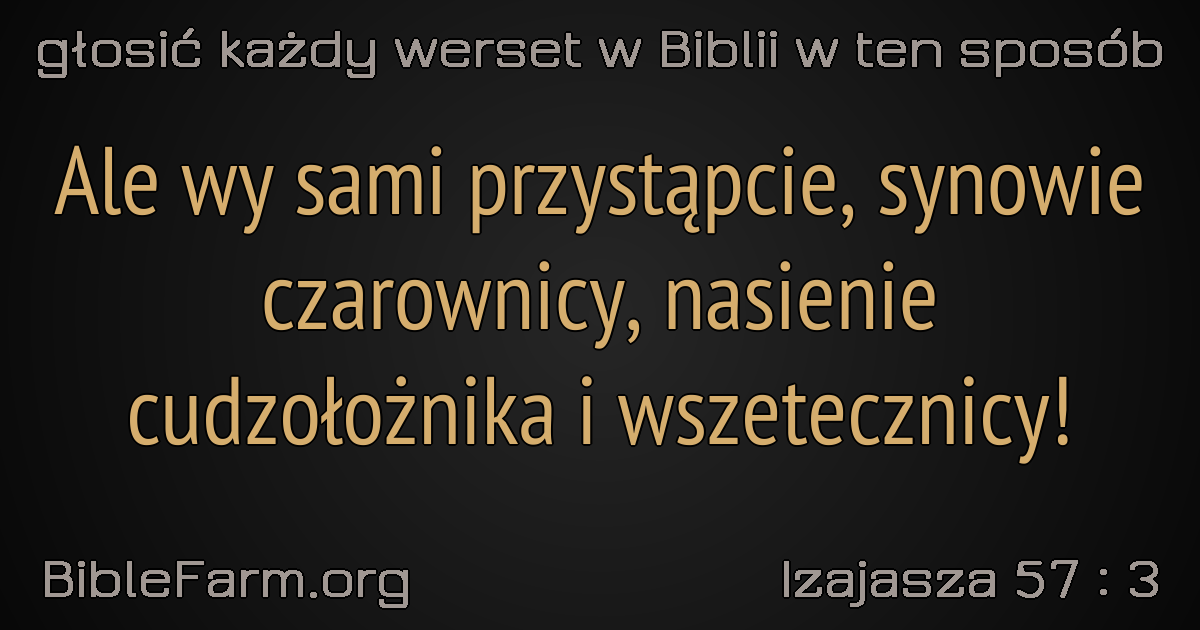 głosić każdy werset w Biblii w ten sposób
Ale wy sami przystąpcie, synowie
czarownicy, nasienie
cudzołożnika i wszetecznicy!
BibleFarm.org
Izajasza 57 : 3